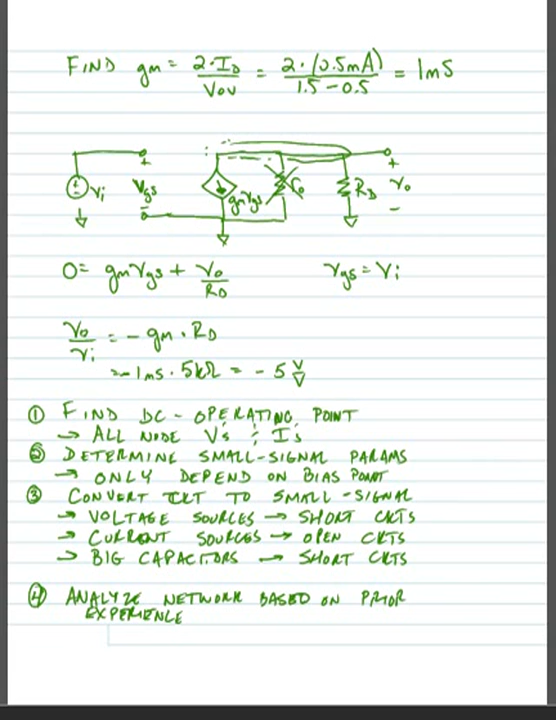 FIND gm = 2·ID / VOV = 2·(0.5mA) / 1.5-0.5 = 1mS
+ + -
Vi Vgs gmVgs ro RD Vo
- 
0 = gmVgs + Vo/RD Vgs = Vi
Vo/Vi = - gm · RD
= -1mS · 5kΩ = - 5 V/V
① FIND DC - OPERATING POINT
→ ALL NODE V's & I's
② DETERMINE SMALL-SIGNAL PARAMS
→ ONLY DEPEND ON BIAS POINT
③ CONVERT CKT TO SMALL-SIGNAL
→ VOLTAGE SOURCES → SHORT CKTS
→ CURRENT SOURCES → OPEN CKTS
→ BIG CAPACITORS → SHORT CKTS
④ ANALYZE NETWORK BASED ON PRIOR
EXPERIENCE